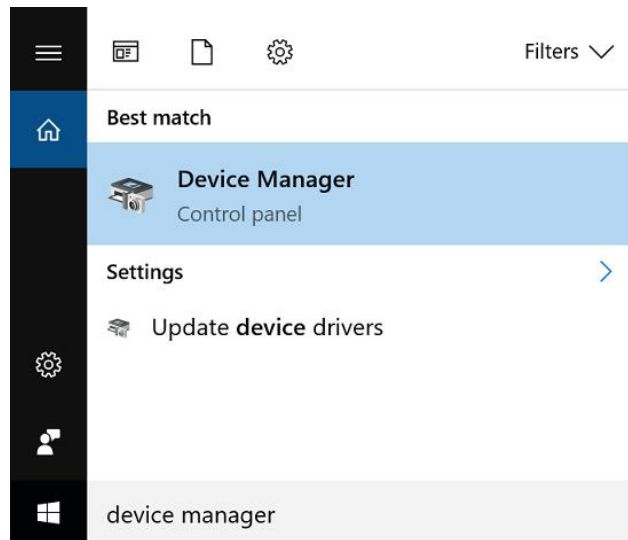 Filters
Best match
Device Manager
Control panel
Settings
Update device drivers
device manager